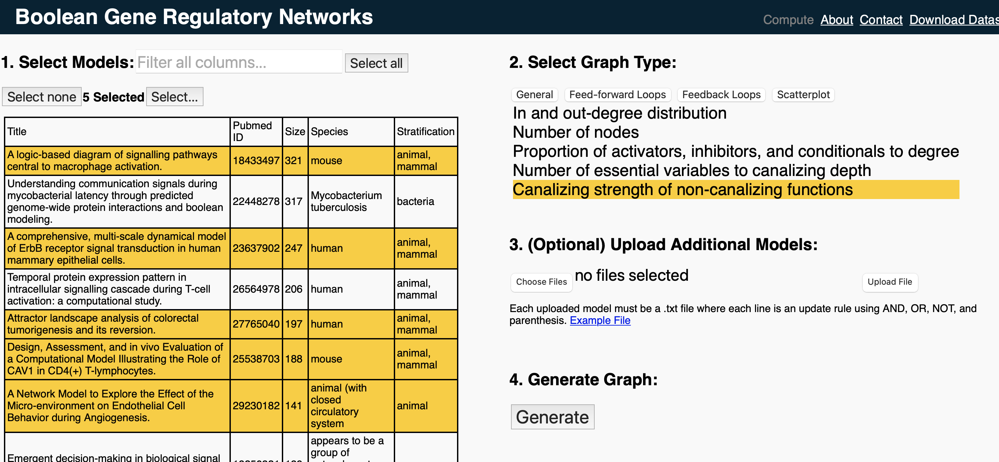 Boolean Gene Regulatory Networks
Compute About Contact Download Datas
1. Select Models: Filter all columns... Select all
Select none 5 Selected Select...
Title Pubmed ID Size Species Stratification
A logic-based diagram of signalling pathways
central to macrophage activation.
18433497 321 mouse
animal,
mammal
Understanding communication signals during
mycobacterial latency through predicted
genome-wide protein interactions and boolean
modeling.
22448278 317
Mycobacterium
tuberculosis
bacteria
A comprehensive, multi-scale dynamical model
of ErbB receptor signal transduction in human
mammary epithelial cells.
23637902 247 human
animal,
mammal
Temporal protein expression pattern in
intracellular signalling cascade during T-cell
activation: a computational study.
26564978 206 human
animal,
mammal
Attractor landscape analysis of colorectal
tumorigenesis and its reversion.
27765040 197 human
animal,
mammal
Design, Assessment, and in vivo Evaluation of
a Computational Model Illustrating the Role of
CAV1 in CD4(+) T-lymphocytes.
25538703 188 mouse
animal,
mammal
A Network Model to Explore the Effect of the
Micro-environment on Endothelial Cell
Behavior during Angiogenesis.
29230182 141
animal (with
closed
circulatory
system
animal
Emergent decision-making in biological signal
appears to be a
group of
2. Select Graph Type:
General Feed-forward Loops Feedback Loops Scatterplot
In and out-degree distribution
Number of nodes
Proportion of activators, inhibitors, and conditionals to degree
Number of essential variables to canalizing depth
Canalizing strength of non-canalizing functions
3. (Optional) Upload Additional Models:
Choose Files no files selected Upload File
Each uploaded model must be a .txt file where each line is an update rule using AND, OR, NOT, and
parenthesis. Example File
4. Generate Graph:
Generate